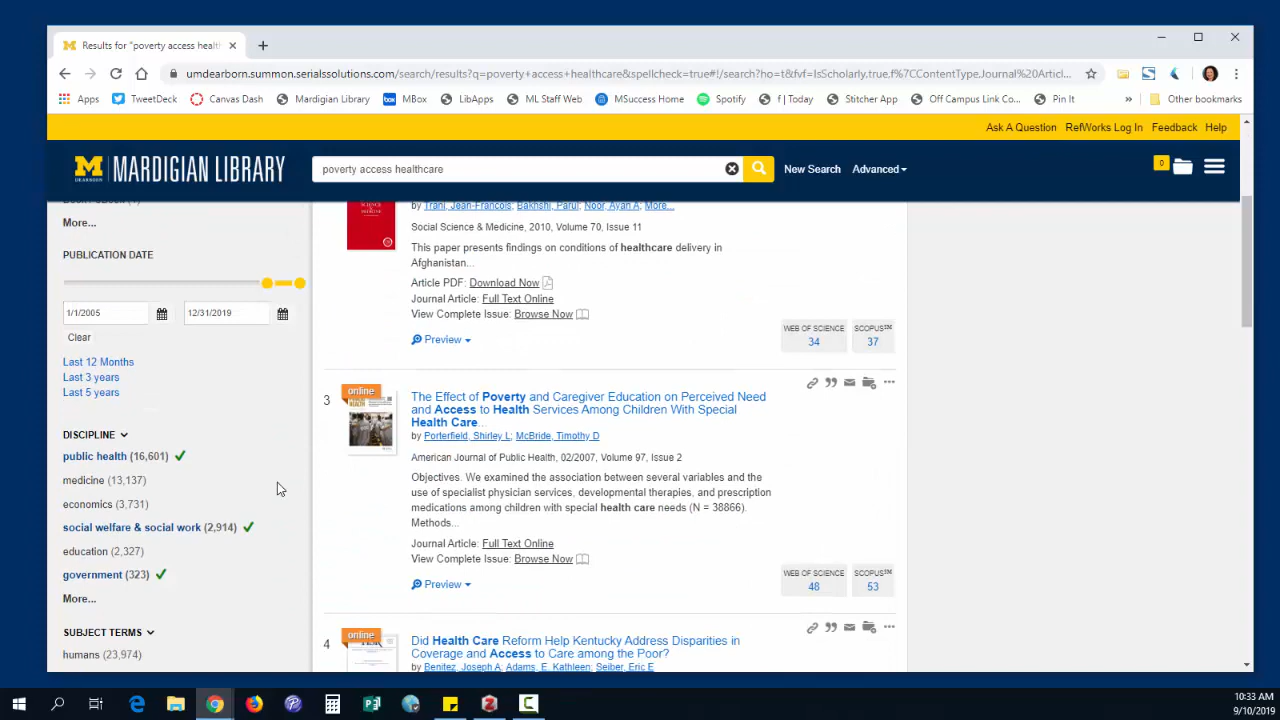 Results for "poverty access healt
umdearborn.summon.serialssolutions.com/search/results?q=poverty+access+healthcare&spellcheck=true#!/search?ho=t&fvf=IsScholarly,true,f%7CContentType,Journal%20Articl...
Apps TweetDeck Canvas Dash Mardigian Library MBox LibApps ML Staff Web MSuccess Home Spotify f | Today Stitcher App Off Campus Link Co... Pin It » Other bookmarks
Ask A Question RefWorks Log In Feedback Help
M DEARBORN MARDIGIAN LIBRARY poverty access healthcare New Search Advanced 0
More...
PUBLICATION DATE
1/1/2005 12/31/2019
Clear
Last 12 Months
Last 3 years
Last 5 years
DISCIPLINE
public health (16,601)
medicine (13,137)
economics (3,731)
social welfare & social work (2,914)
education (2,327)
government (323)
More...
SUBJECT TERMS
humans (23,974)
by Trani, Jean-Francois; Bakhshi, Parul; Noor, Ayan A; More...
Social Science & Medicine, 2010, Volume 70, Issue 11
This paper presents findings on conditions of healthcare delivery in
Afghanistan...
Article PDF: Download Now
Journal Article: Full Text Online
View Complete Issue: Browse Now
Preview
WEB OF SCIENCE SCOPUS™
34 37
3
online
The Effect of Poverty and Caregiver Education on Perceived Need
and Access to Health Services Among Children With Special
Health Care...
by Porterfield, Shirley L; McBride, Timothy D
American Journal of Public Health, 02/2007, Volume 97, Issue 2
Objectives. We examined the association between several variables and the
use of specialist physician services, developmental therapies, and prescription
medications among children with special health care needs (N = 38866).
Methods...
Journal Article: Full Text Online
View Complete Issue: Browse Now
Preview
WEB OF SCIENCE SCOPUS™
48 53
4
online
Did Health Care Reform Help Kentucky Address Disparities in
Coverage and Access to Care among the Poor?
by Benitez, Joseph A; Adams, E. Kathleen; Seiber, Eric E
10:33 AM
9/10/2019